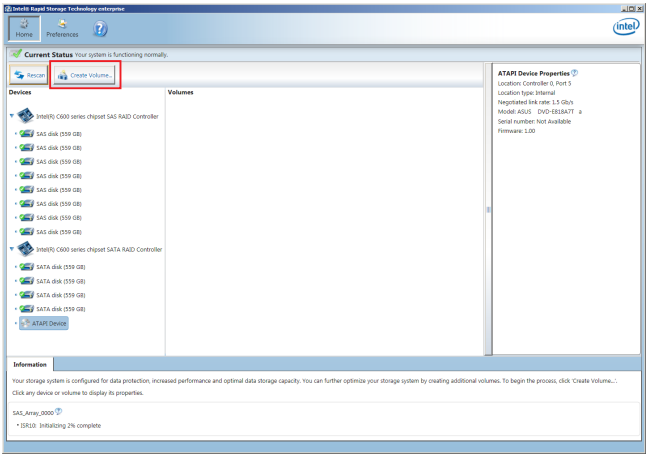 Intel® Rapid Storage Technology enterprise
Home
Preferences
intel
Current Status Your system is functioning normally.
Rescan
Create Volume...
Devices
Volumes
Intel(R) C600 series chipset SAS RAID Controller
SAS disk (559 GB)
SAS disk (559 GB)
SAS disk (559 GB)
SAS disk (559 GB)
SAS disk (559 GB)
SAS disk (559 GB)
SAS disk (559 GB)
SAS disk (559 GB)
Intel(R) C600 series chipset SATA RAID Controller
SATA disk (559 GB)
SATA disk (559 GB)
SATA disk (559 GB)
SATA disk (559 GB)
ATAPI Device
ATAPI Device Properties ?
Location: Controller 0, Port 5
Location type: Internal
Negotiated link rate: 1.5 Gb/s
Model: ASUS DVD-E818A7T a
Serial number: Not Available
Firmware: 1.00
Information
Your storage system is configured for data protection, increased performance and optimal data storage capacity. You can further optimize your storage system by creating additional volumes. To begin the process, click 'Create Volume...'.
Click any device or volume to display its properties.
SAS_Array_0000 ?
• ISR10: Initializing 2% complete